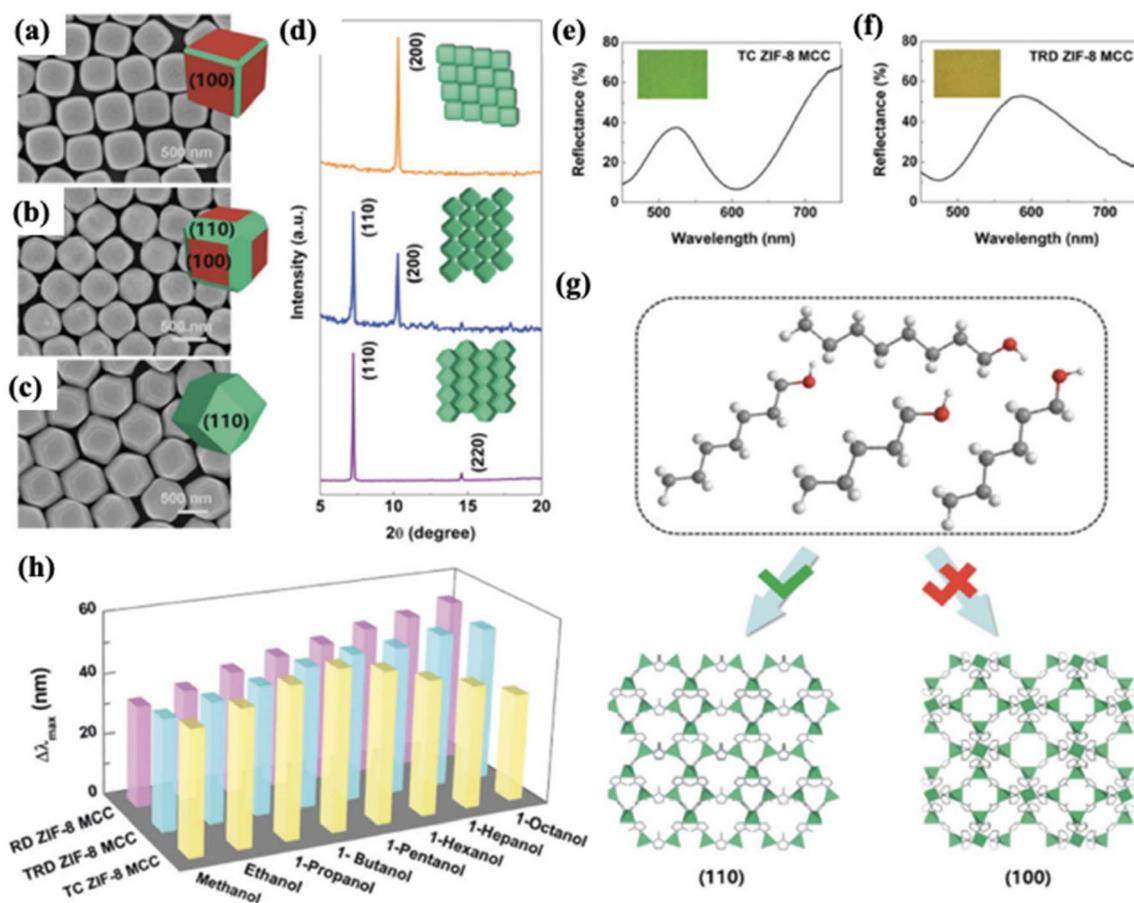 (a)
(100)
500 nm
(b)
(110)
(100)
500 nm
(c)
(110)
500 nm
(d)
(200)
(110)
(200)
(110)
(220)
Intensity (a.u.)
5 10 15 20
2θ (degree)
(e)
TC ZIF-8 MCC
Reflectance (%)
80
60
40
20
0
500 600 700
Wavelength (nm)
(f)
TRD ZIF-8 MCC
Reflectance (%)
80
60
40
20
0
500 600 700
Wavelength (nm)
(g)
(110)
(100)
(h)
Δλmax (nm)
60
40
20
0
RD ZIF-8 MCC
TRD ZIF-8 MCC
TC ZIF-8 MCC
Methanol
Ethanol
1-Propanol
1- Butanol
1-Pentanol
1-Hexanol
1-Hepanol
1-Octanol